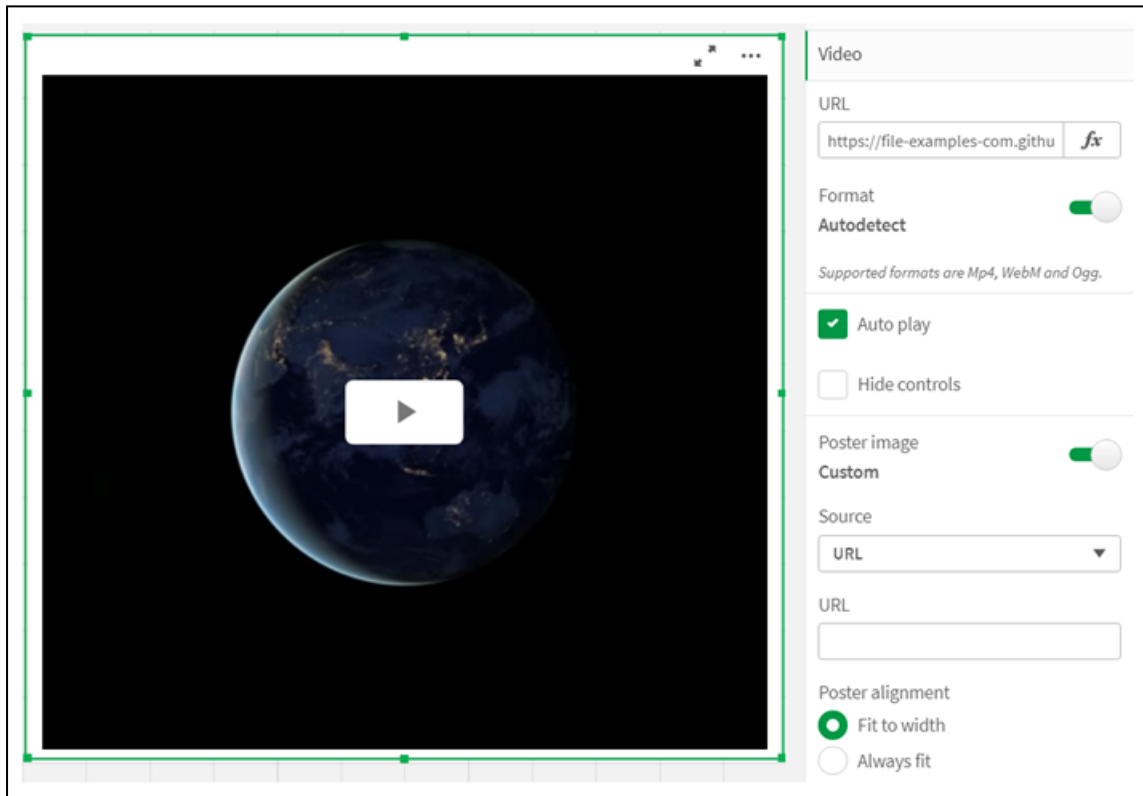 Video
URL
https://file-examples-com.githu
fx
Format
Autodetect
Supported formats are Mp4, WebM and Ogg.
Auto play
Hide controls
Poster image
Custom
Source
URL
URL
Poster alignment
Fit to width
Always fit